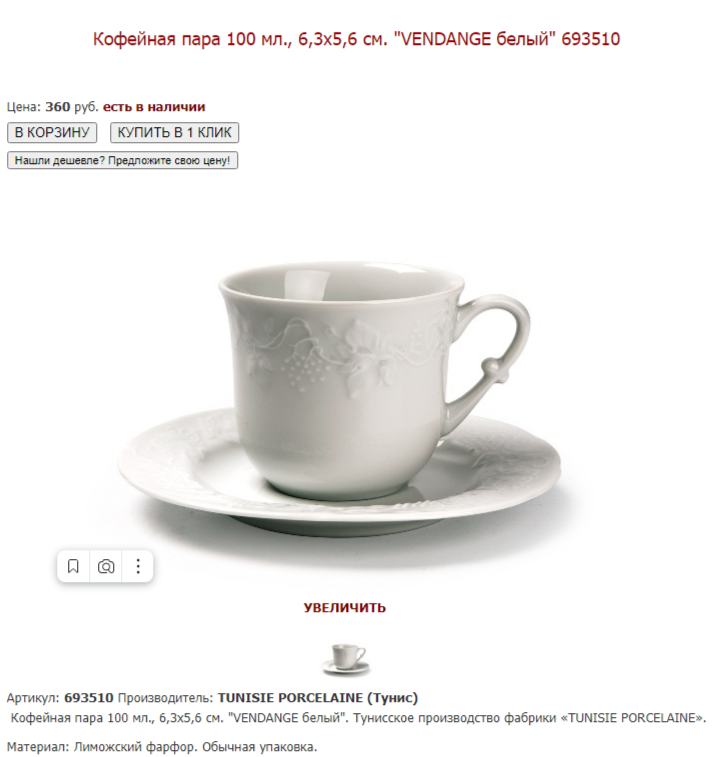 Кофейная пара 100 мл., 6,3х5,6 см. "VENDANGE белый" 693510
Цена: 360 руб. есть в наличии
В КОРЗИНУ КУПИТЬ В 1 КЛИК
Нашли дешевле? Предложите свою цену!
УВЕЛИЧИТЬ
Артикул: 693510 Производитель: TUNISIE PORCELAINE (Тунис)
Кофейная пара 100 мл., 6,3х5,6 см. "VENDANGE белый". Тунисское производство фабрики «TUNISIE PORCELAINE».
Материал: Лиможский фарфор. Обычная упаковка.